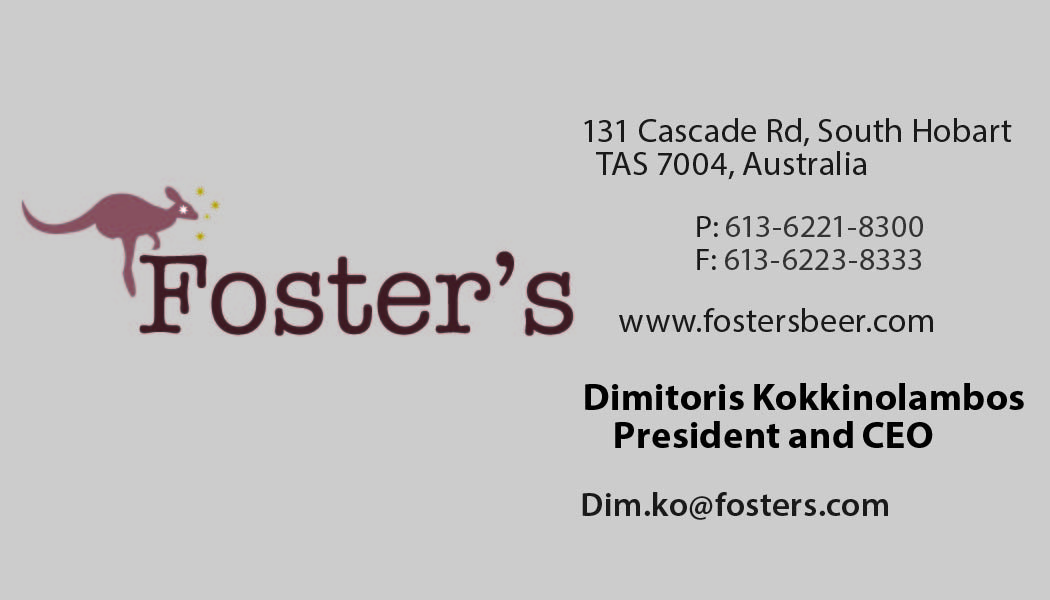 Foster's
131 Cascade Rd, South Hobart
TAS 7004, Australia
P: 613-6221-8300
F: 613-6223-8333
www.fostersbeer.com
Dimitoris Kokkinolambos
President and CEO
Dim.ko@fosters.com